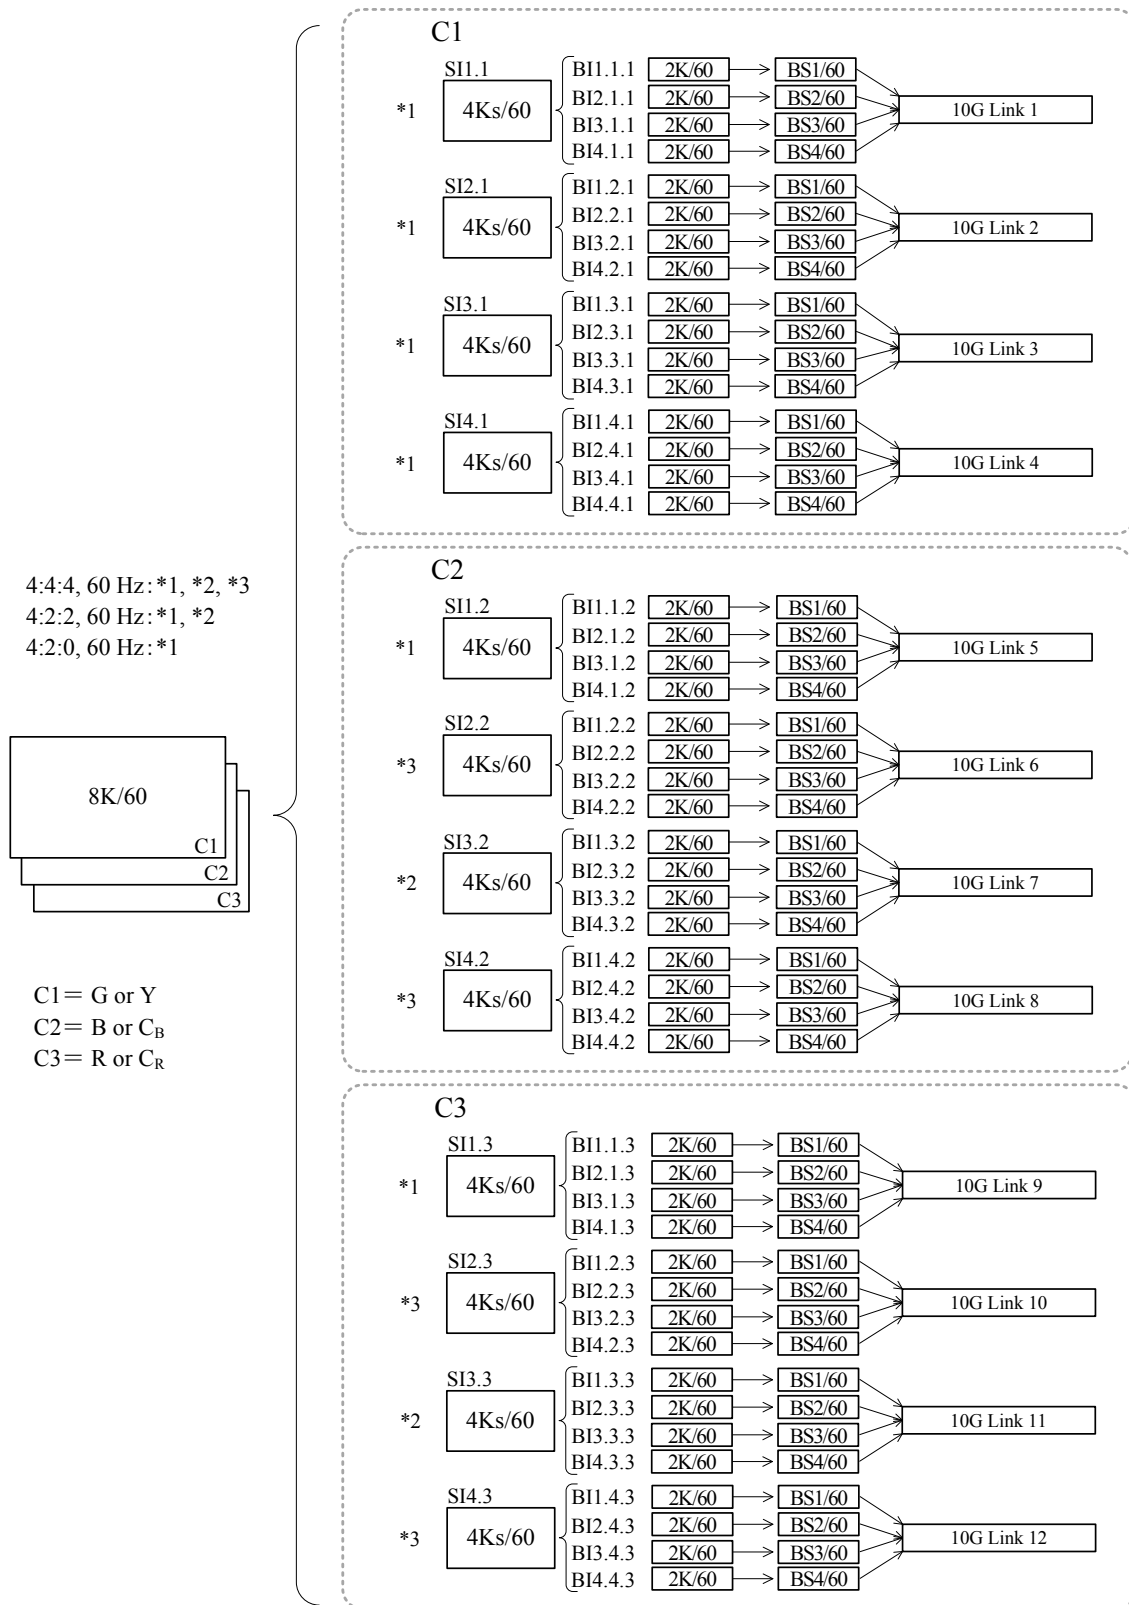 C1
SI1.1
*1
4Ks/60
BI1.1.1 2K/60 BS1/60
BI2.1.1 2K/60 BS2/60
BI3.1.1 2K/60 BS3/60
BI4.1.1 2K/60 BS4/60
10G Link 1
SI2.1
*1
4Ks/60
BI1.2.1 2K/60 BS1/60
BI2.2.1 2K/60 BS2/60
BI3.2.1 2K/60 BS3/60
BI4.2.1 2K/60 BS4/60
10G Link 2
SI3.1
*1
4Ks/60
BI1.3.1 2K/60 BS1/60
BI2.3.1 2K/60 BS2/60
BI3.3.1 2K/60 BS3/60
BI4.3.1 2K/60 BS4/60
10G Link 3
SI4.1
*1
4Ks/60
BI1.4.1 2K/60 BS1/60
BI2.4.1 2K/60 BS2/60
BI3.4.1 2K/60 BS3/60
BI4.4.1 2K/60 BS4/60
10G Link 4
4:4:4, 60 Hz: *1, *2, *3
4:2:2, 60 Hz: *1, *2
4:2:0, 60 Hz: *1
8K/60
C1
C2
C3
C1= G or Y
C2= B or CB
C3= R or CR
C2
SI1.2
*1
4Ks/60
BI1.1.2 2K/60 BS1/60
BI2.1.2 2K/60 BS2/60
BI3.1.2 2K/60 BS3/60
BI4.1.2 2K/60 BS4/60
10G Link 5
SI2.2
*3
4Ks/60
BI1.2.2 2K/60 BS1/60
BI2.2.2 2K/60 BS2/60
BI3.2.2 2K/60 BS3/60
BI4.2.2 2K/60 BS4/60
10G Link 6
SI3.2
*2
4Ks/60
BI1.3.2 2K/60 BS1/60
BI2.3.2 2K/60 BS2/60
BI3.3.2 2K/60 BS3/60
BI4.3.2 2K/60 BS4/60
10G Link 7
SI4.2
*3
4Ks/60
BI1.4.2 2K/60 BS1/60
BI2.4.2 2K/60 BS2/60
BI3.4.2 2K/60 BS3/60
BI4.4.2 2K/60 BS4/60
10G Link 8
C3
SI1.3
*1
4Ks/60
BI1.1.3 2K/60 BS1/60
BI2.1.3 2K/60 BS2/60
BI3.1.3 2K/60 BS3/60
BI4.1.3 2K/60 BS4/60
10G Link 9
SI2.3
*3
4Ks/60
BI1.2.3 2K/60 BS1/60
BI2.2.3 2K/60 BS2/60
BI3.2.3 2K/60 BS3/60
BI4.2.3 2K/60 BS4/60
10G Link 10
SI3.3
*2
4Ks/60
BI1.3.3 2K/60 BS1/60
BI2.3.3 2K/60 BS2/60
BI3.3.3 2K/60 BS3/60
BI4.3.3 2K/60 BS4/60
10G Link 11
SI4.3
*3
4Ks/60
BI1.4.3 2K/60 BS1/60
BI2.4.3 2K/60 BS2/60
BI3.4.3 2K/60 BS3/60
BI4.4.3 2K/60 BS4/60
10G Link 12